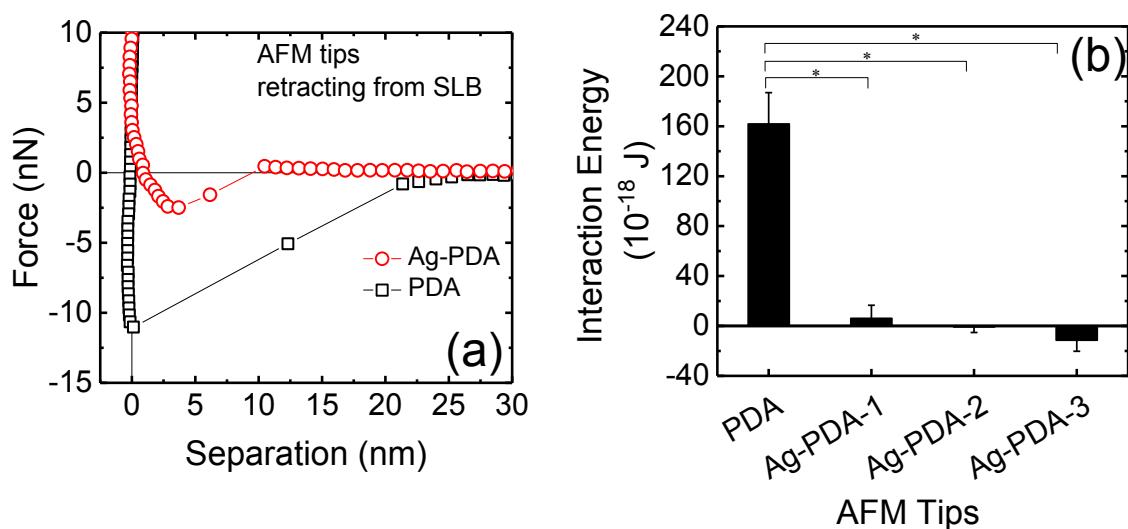 10
5
0
-5
-10
-15
Force (nN)
AFM tips
retracting from SLB
Ag-PDA
PDA
(a)
0 5 10 15 20 25 30
Separation (nm)
240
200
160
120
80
40
0
-40
Interaction Energy
(10⁻¹⁸ J)
*
*
*
(b)
PDA
Ag-PDA-1
Ag-PDA-2
Ag-PDA-3
AFM Tips